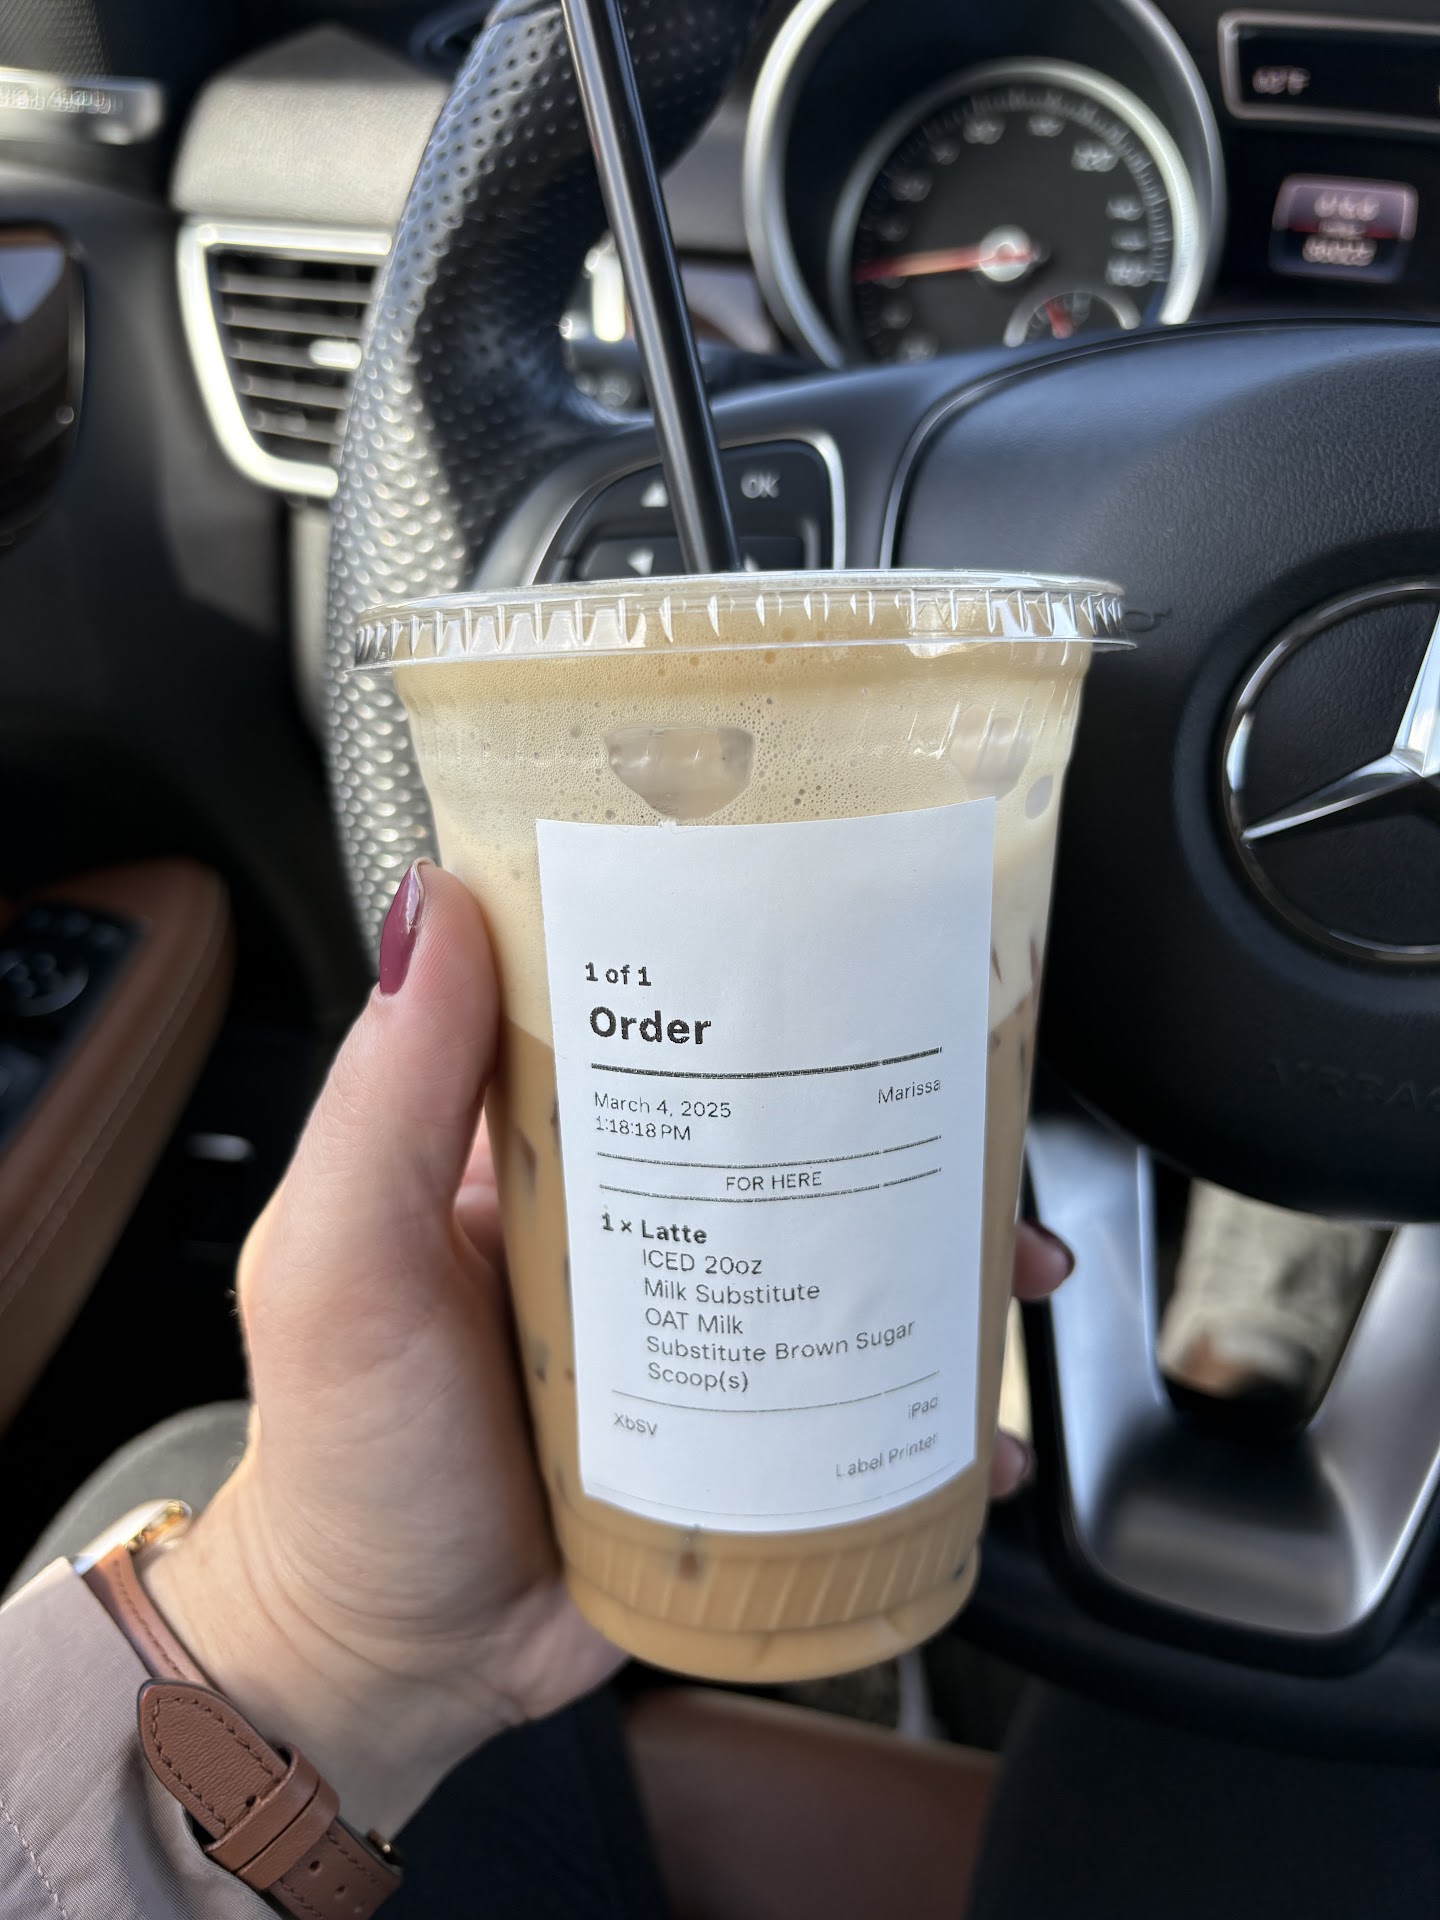 OK
1 of 1
Order
March 4, 2025
Marissa
1:18:18 PM
FOR HERE
1 × Latte
ICED 20oz
Milk Substitute
OAT Milk
Substitute Brown Sugar
Scoop(s)
XbSV
iPad
Label Printer